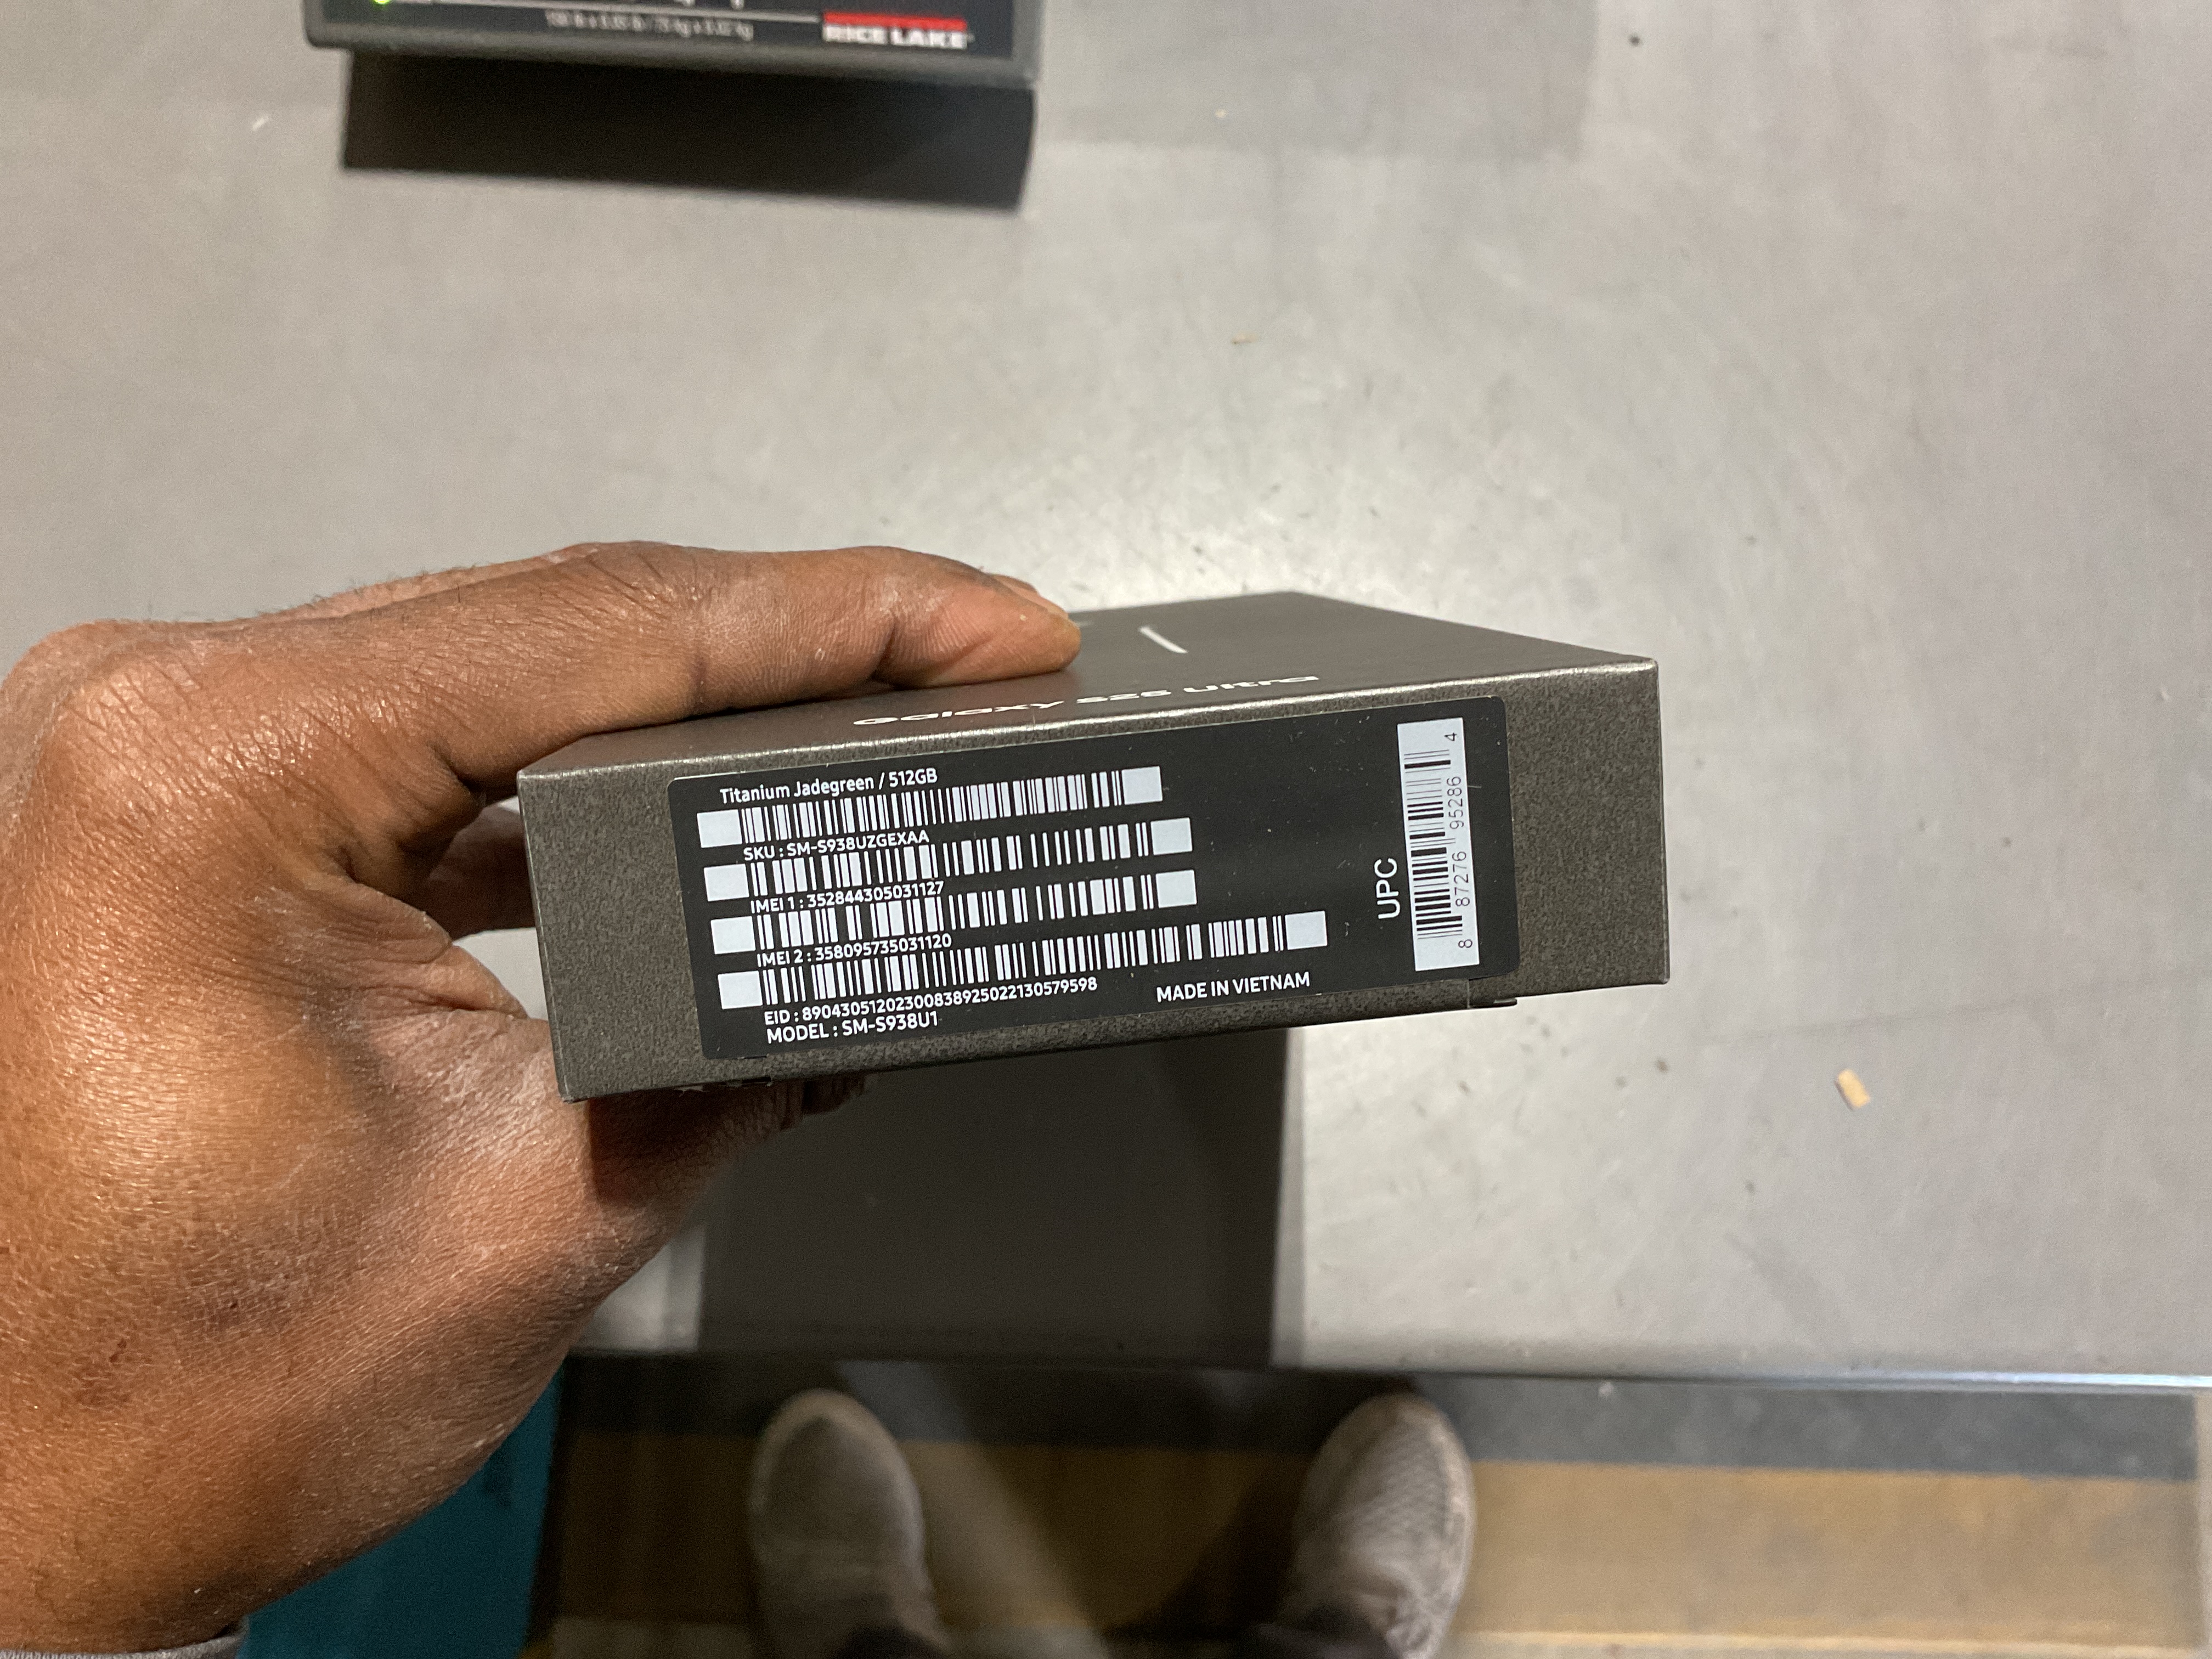 RICE LAKE
Galaxy S25 Ultra
Titanium Jadegreen / 512GB
SKU : SM-S938UZGEXAA
IMEI 1 : 352844305031127
IMEI 2 : 358095735031120
EID : 89043051202300838925022130579598
MODEL : SM-S938U1
MADE IN VIETNAM
UPC
8 87276 95286 4